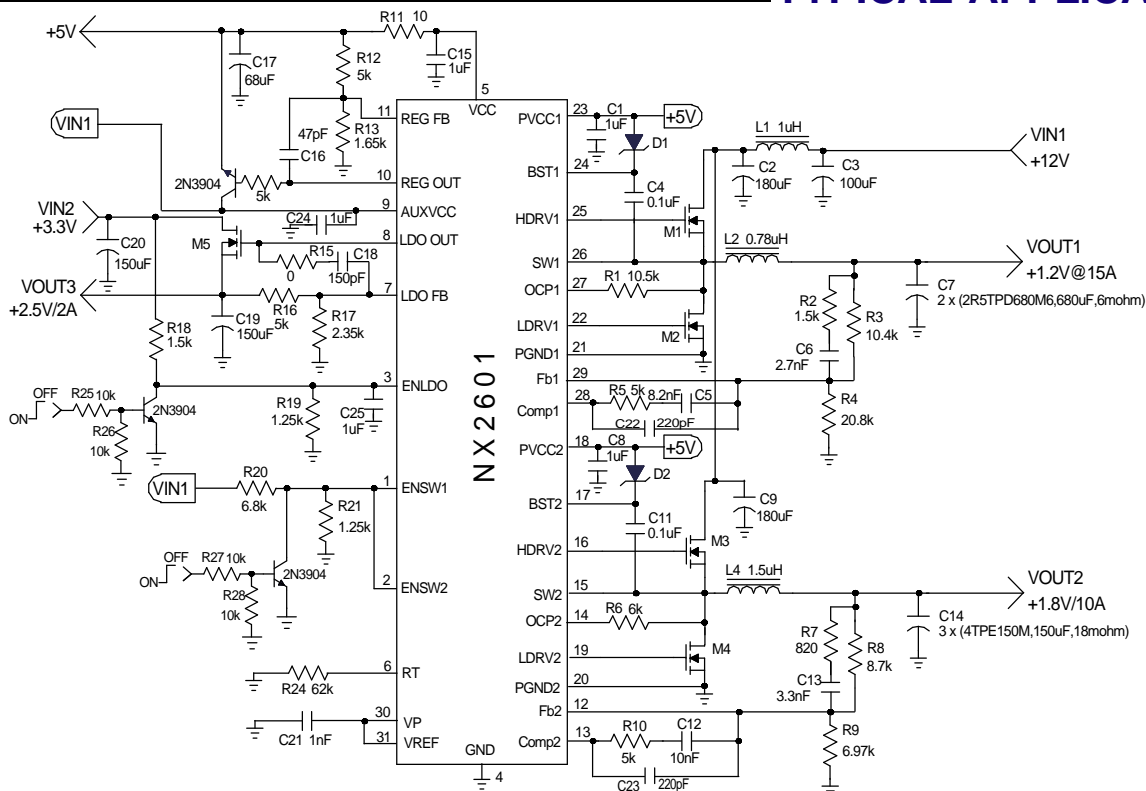 TYPICAL APPLICA
+5V
R11 10
C17
68uF
R12
5k
C15
1uF
5
VCC
VIN1
11
REG FB
47pF
C16
R13
1.65k
2N3904
5k
10
REG OUT
9
AUXVCC
C24
1uF
VIN2
+3.3V
C20
150uF
M5
8
LDO OUT
R15
0
C18
150pF
VOUT3
+2.5V/2A
7
LDO FB
C19
150uF
R16
5k
R17
2.35k
R18
1.5k
3
ENLDO
OFF
ON
R25 10k
2N3904
R26
10k
R19
1.25k
C25
1uF
VIN1
R20
6.8k
1
ENSW1
R21
1.25k
OFF
ON
R27 10k
2N3904
R28
10k
2
ENSW2
6
RT
R24 62k
30
VP
31
VREF
C21 1nF
GND
4
NX2601
PVCC1
23
C1
1uF
+5V
D1
BST1
24
C4
0.1uF
L1 1uH
VIN1
+12V
C2
180uF
C3
100uF
HDRV1
25
M1
L2 0.78uH
SW1
26
VOUT1
+1.2V@15A
OCP1
27
R1 10.5k
C7
2 x (2R5TPD680M6,680uF,6mohm)
R2
1.5k
R3
10.4k
LDRV1
22
M2
PGND1
21
C6
2.7nF
Fb1
29
Comp1
28
R5 5k
8.2nF C5
C22
220pF
R4
20.8k
PVCC2
18
C8
1uF
+5V
D2
BST2
17
C11
0.1uF
C9
180uF
HDRV2
16
M3
L4 1.5uH
SW2
15
VOUT2
+1.8V/10A
OCP2
14
R6 6k
C14
3 x (4TPE150M,150uF,18mohm)
R7
820
R8
8.7k
LDRV2
19
M4
PGND2
20
C13
3.3nF
Fb2
12
Comp2
13
R10
5k
C12
10nF
C23
220pF
R9
6.97k